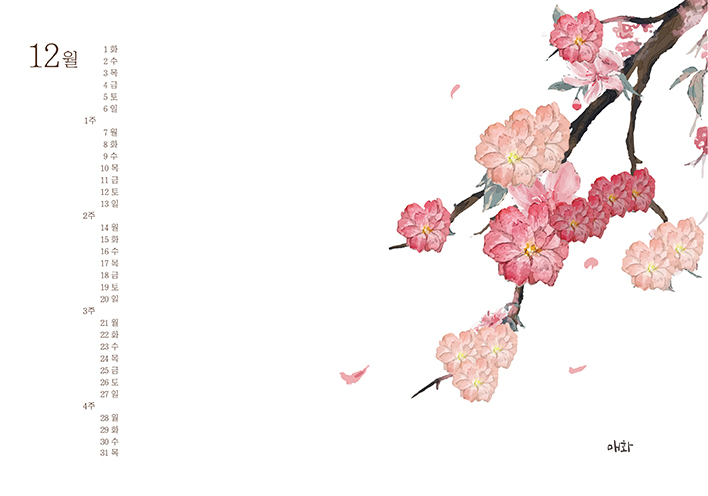 12월
1 화
2 수
3 목
4 금
5 토
6 일
1주
7 월
8 화
9 수
10 목
11 금
12 토
13 일
2주
14 월
15 화
16 수
17 목
18 금
19 토
20 일
3주
21 월
22 화
23 수
24 목
25 금
26 토
27 일
4주
28 월
29 화
30 수
31 목
매화